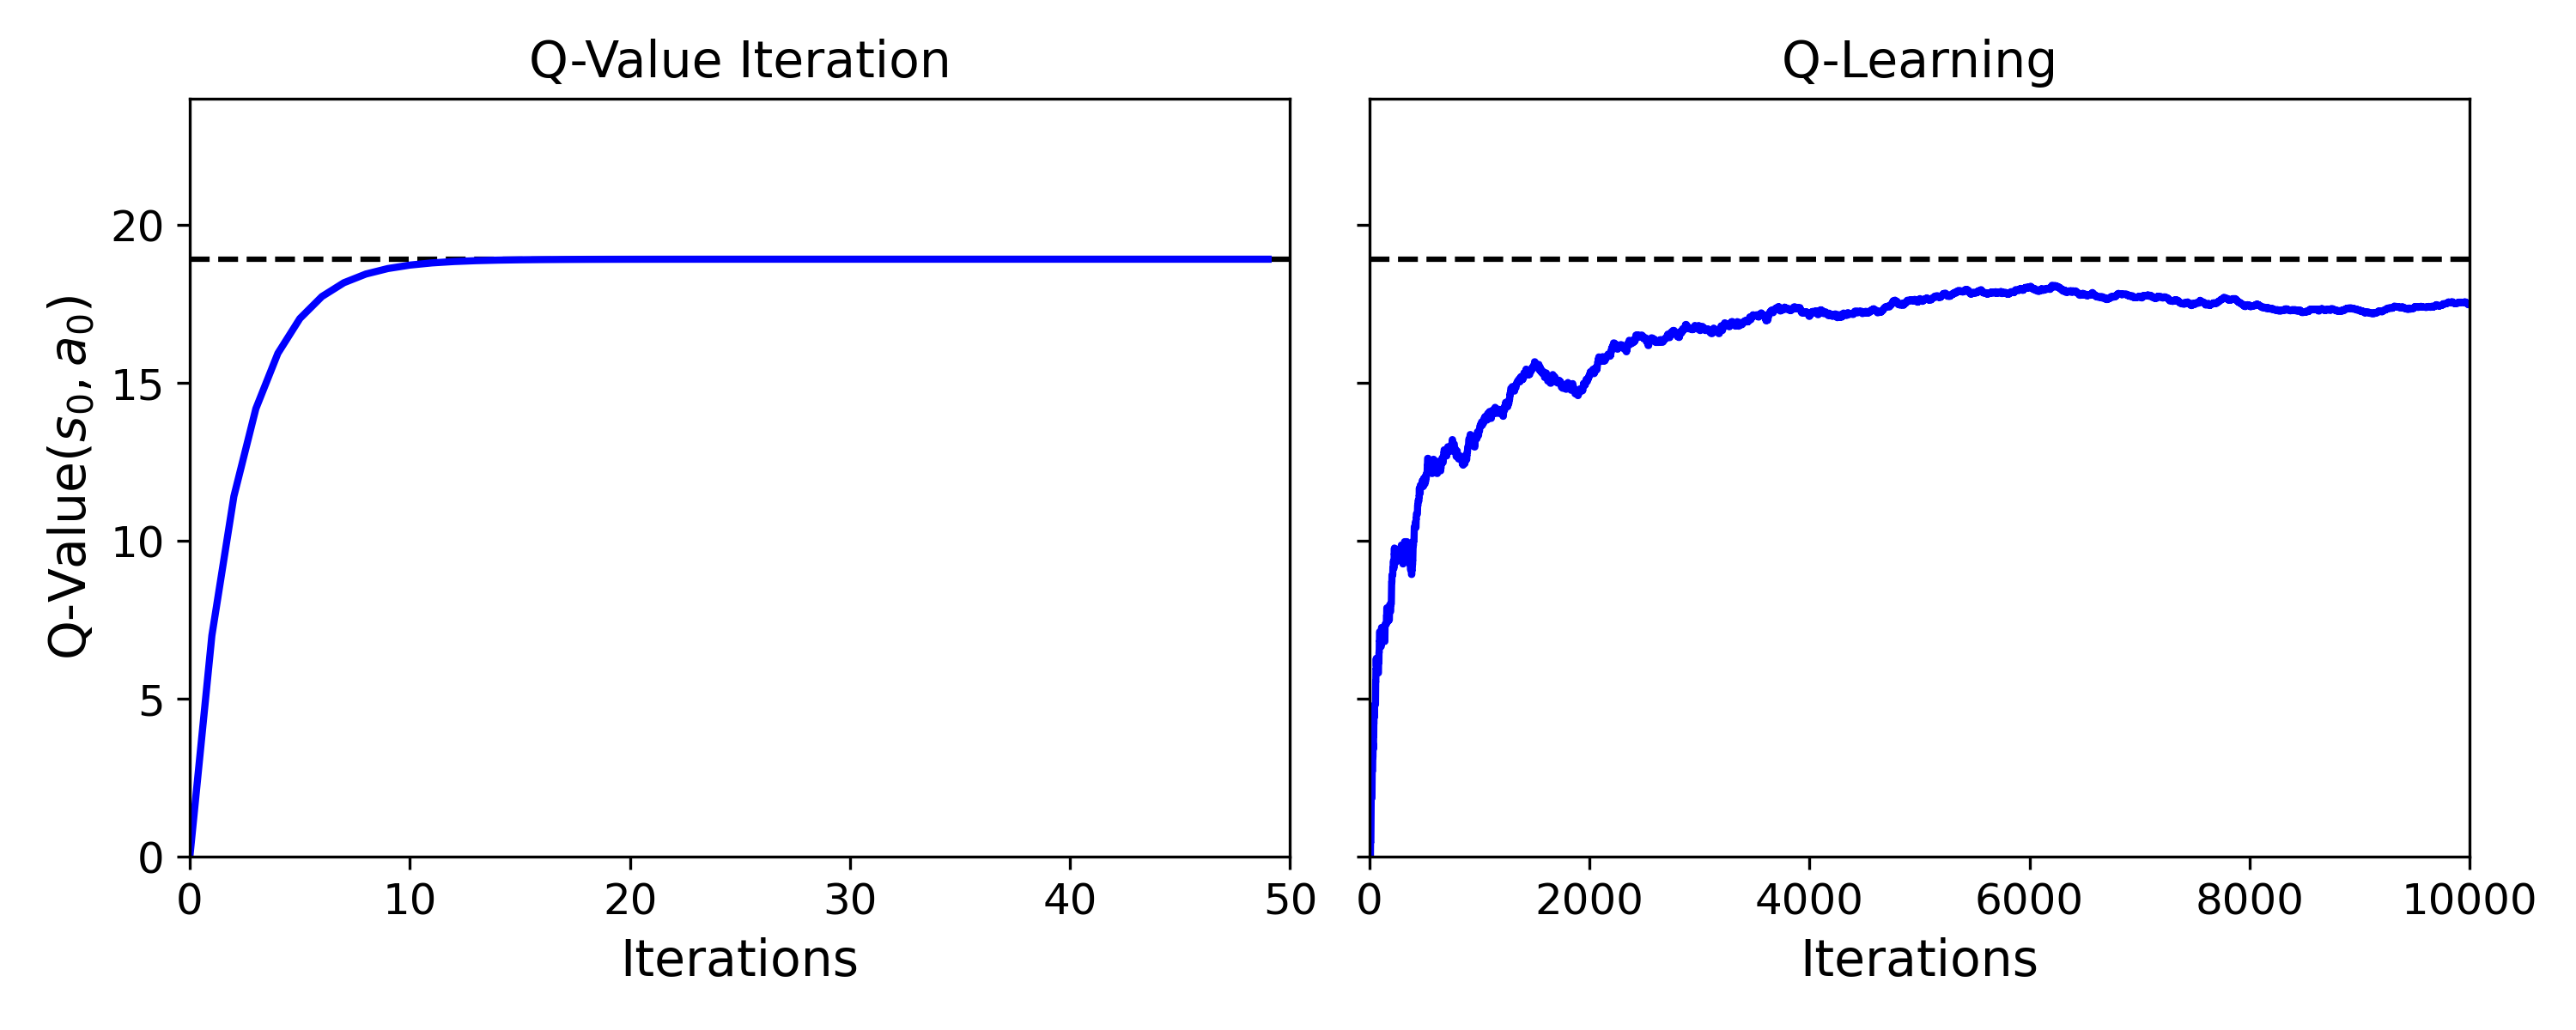 Q-Value Iteration
Q-Learning
Q-Value(s₀, a₀)
20
15
10
5
0
0 10 20 30 40 50
0 2000 4000 6000 8000 10000
Iterations
Iterations